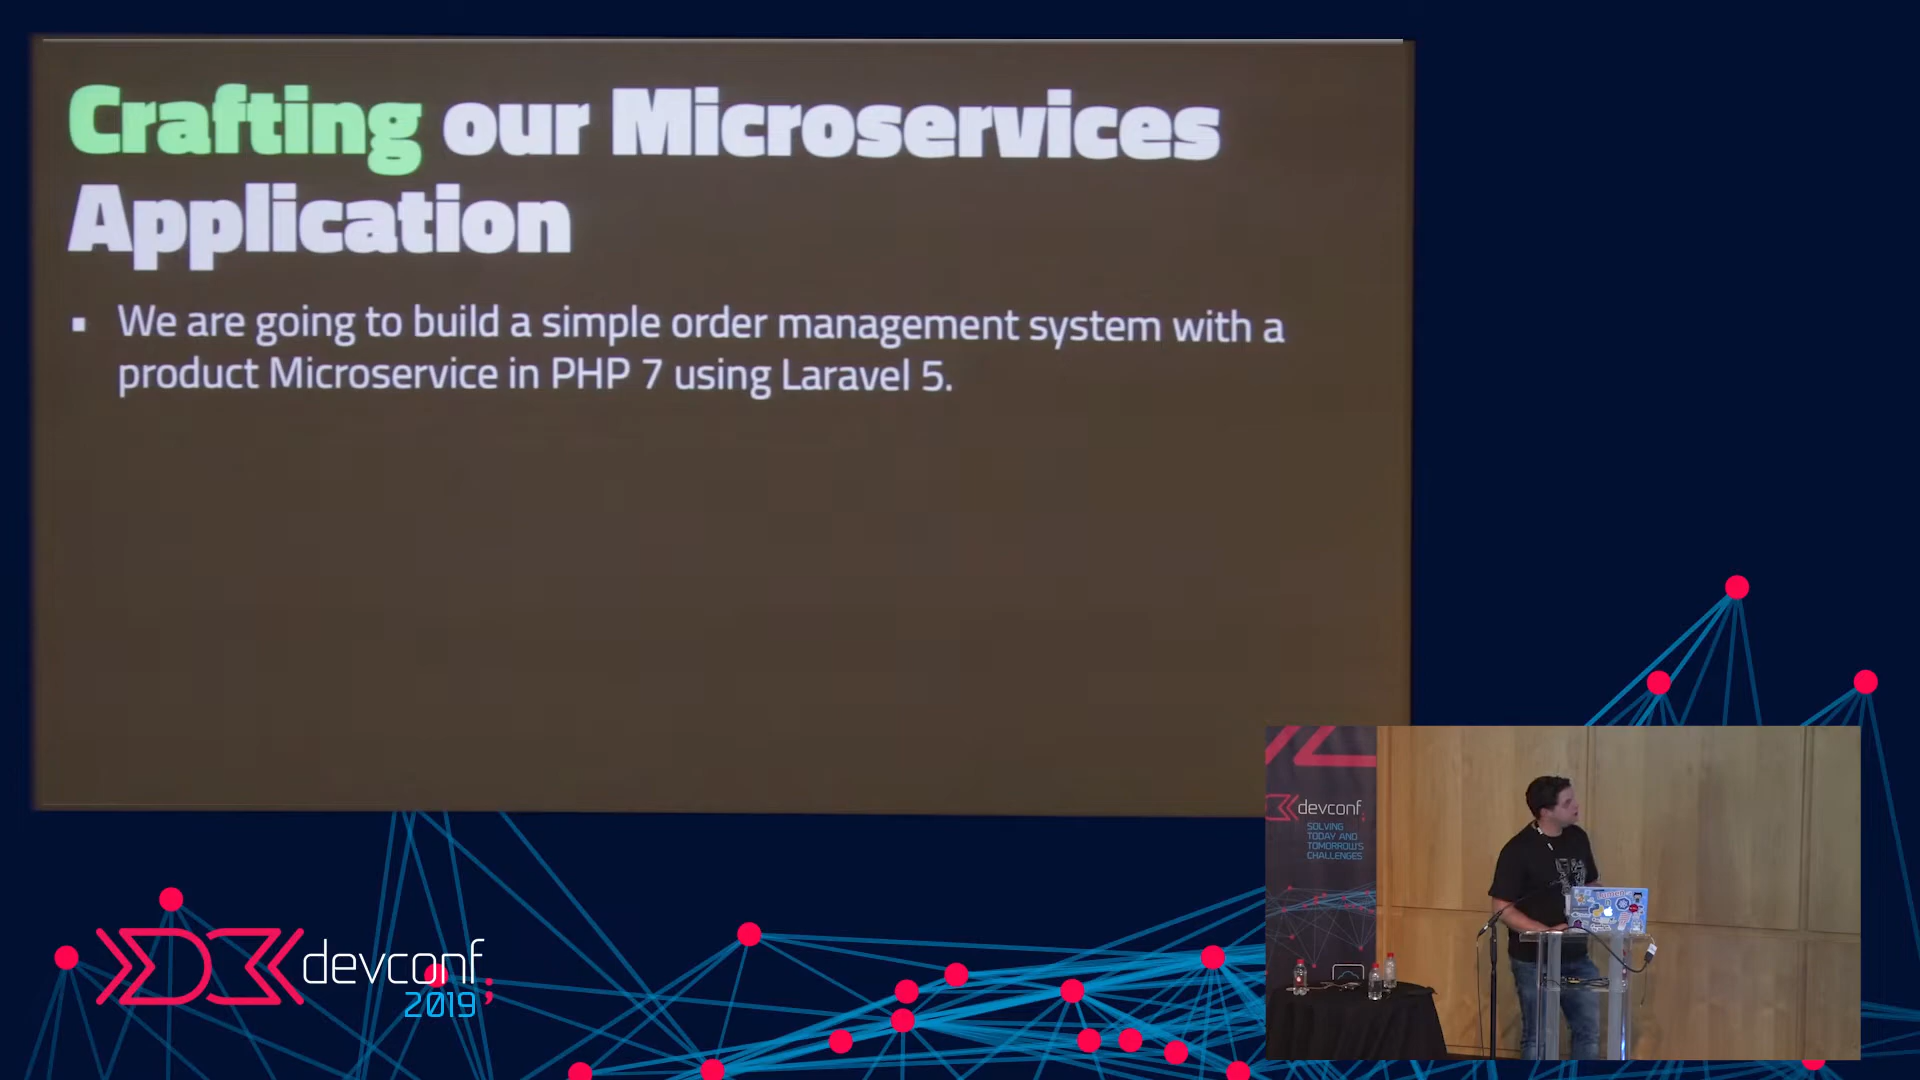 Crafting our Microservices
Application
▪ We are going to build a simple order management system with a
product Microservice in PHP 7 using Laravel 5.
devconf;
2019
devconf;
SOLVING
TODAY AND
TOMORROW'S
CHALLENGES